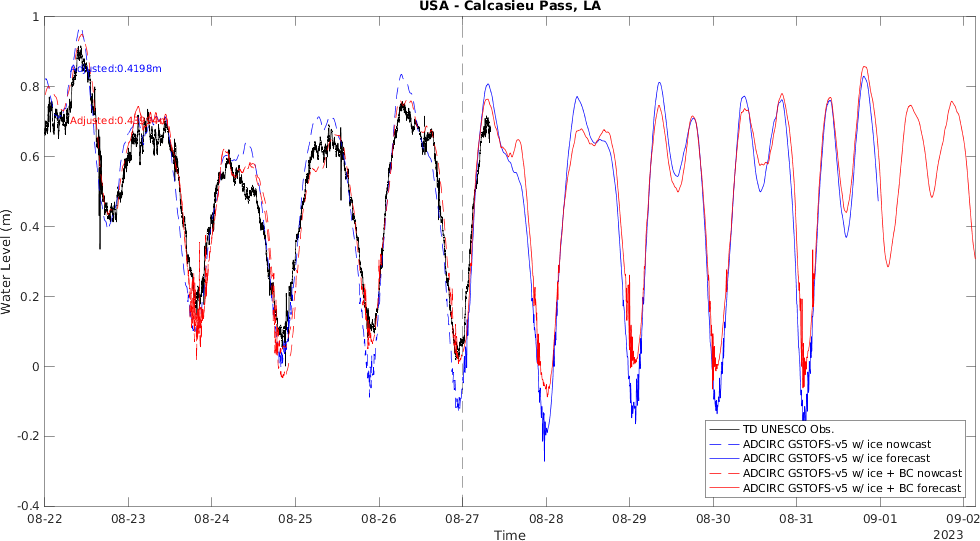 USA - Calcasieu Pass, LA
1
0.8
0.6
0.4
0.2
0
-0.2
-0.4
Water Level (m)
Adjusted:0.4198m
TD UNESCO Obs.
ADCIRC GSTOFS-v5 w/ ice nowcast
ADCIRC GSTOFS-v5 w/ ice forecast
ADCIRC GSTOFS-v5 w/ ice + BC nowcast
ADCIRC GSTOFS-v5 w/ ice + BC forecast
08-22 08-23 08-24 08-25 08-26 08-27 08-28 08-29 08-30 08-31 09-01 09-02
Time
2023